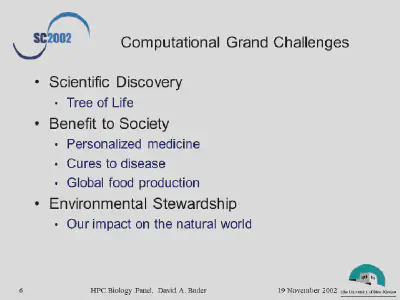 SC2002
Computational Grand Challenges
• Scientific Discovery
• Tree of Life
• Benefit to Society
• Personalized medicine
• Cures to disease
• Global food production
• Environmental Stewardship
• Our impact on the natural world
6 HPC Biology Panel, David A. Bader 19 November 2002
The University of New Mexico